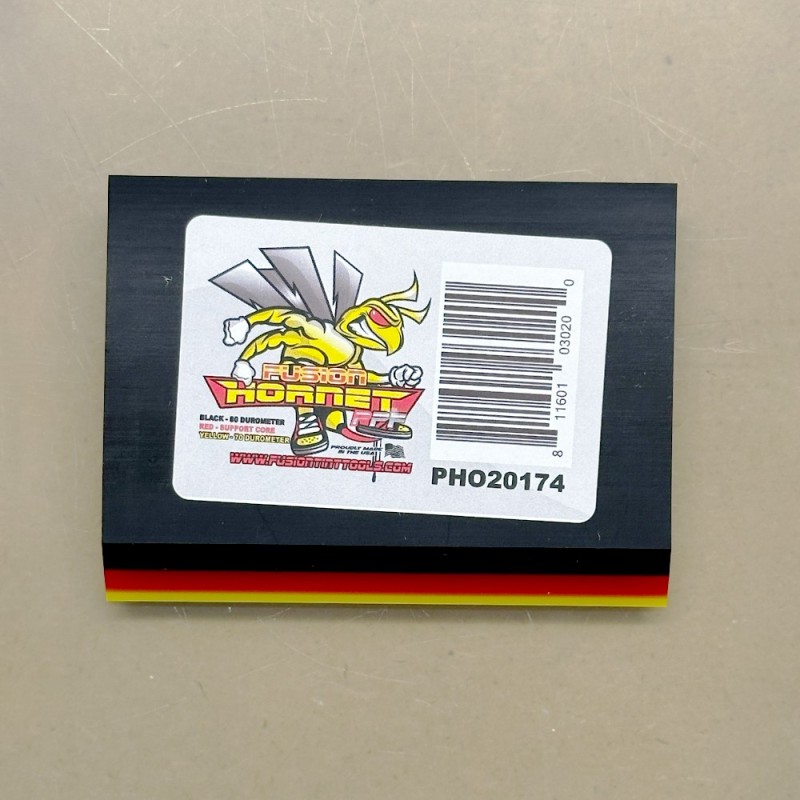 FUSION
HORNET
BLACK - 80 DUROMETER
RED - SUPPORT CORE
YELLOW - 70 DUROMETER
PROUDLY MADE
IN THE USA
WWW.FUSIONTINTTOOLS.COM
8 11601 03020 0
PHO20174